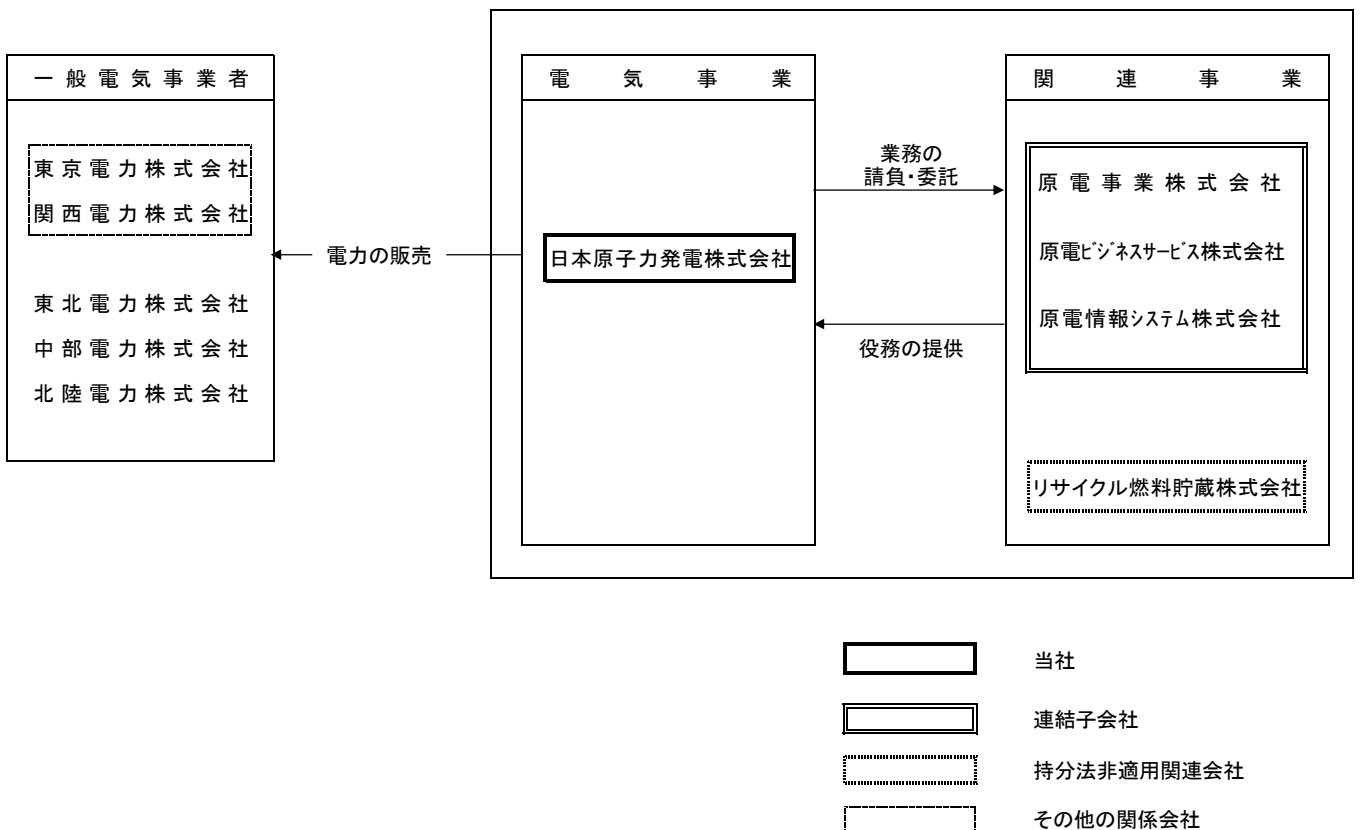 一般電気事業者
東京電力株式会社
関西電力株式会社
東北電力株式会社
中部電力株式会社
北陸電力株式会社
電力の販売
電気事業
日本原子力発電株式会社
業務の
請負・委託
役務の提供
関連事業
原電事業株式会社
原電ﾋﾞｼﾞﾈｽｻｰﾋﾞｽ株式会社
原電情報ｼｽﾃﾑ株式会社
リサイクル燃料貯蔵株式会社
当社
連結子会社
持分法非適用関連会社
その他の関係会社